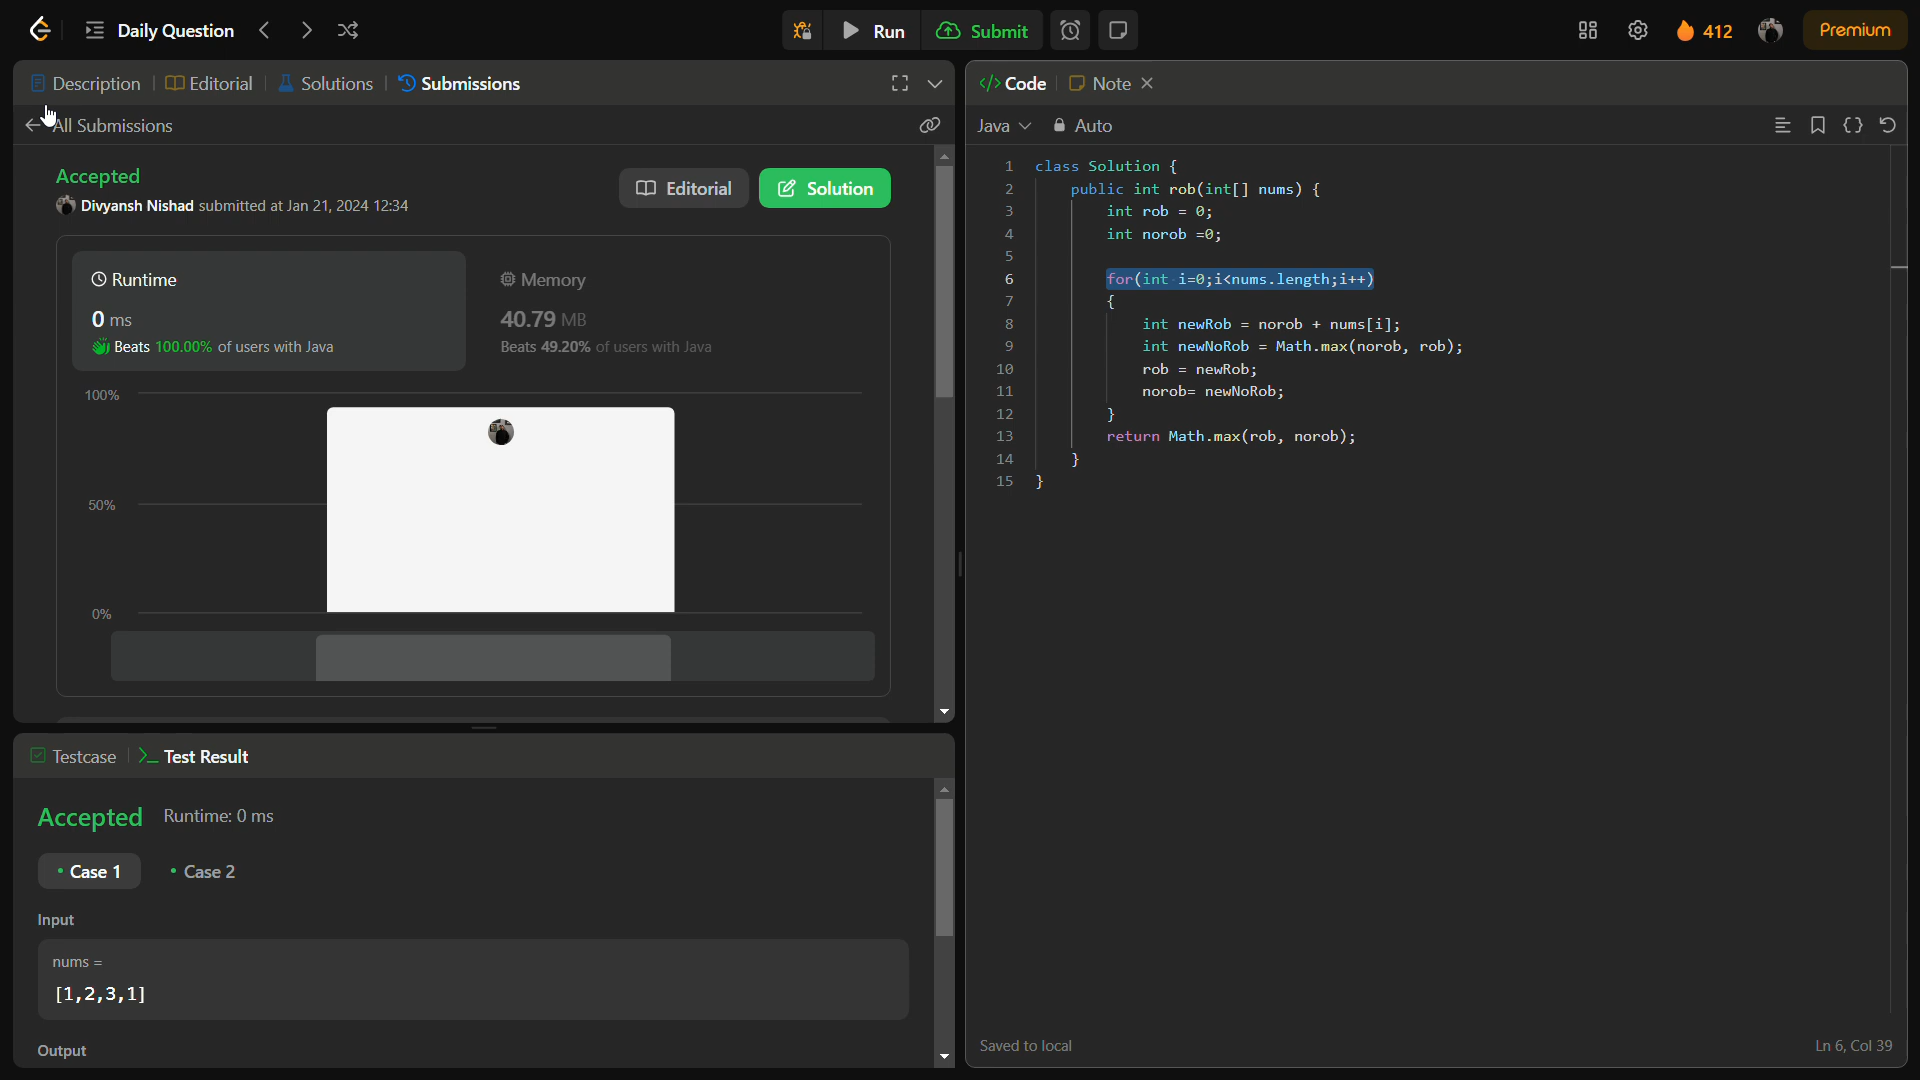 Daily Question
Run
Submit
412
Premium
Description
Editorial
Solutions
Submissions
All Submissions
Accepted
Divyansh Nishad submitted at Jan 21, 2024 12:34
Editorial
Solution
Runtime
0 ms
Beats 100.00% of users with Java
Memory
40.79 MB
Beats 49.20% of users with Java
100%
50%
0%
Testcase
>_ Test Result
Accepted Runtime: 0 ms
Case 1
Case 2
Input
nums =
[1,2,3,1]
Output
</> Code
Note
Java
Auto
1 class Solution {
2 public int rob(int[] nums) {
3 int rob = 0;
4 int norob =0;
5
6 for(int i=0;i<nums.length;i++)
7 {
8 int newRob = norob + nums[i];
9 int newNoRob = Math.max(norob, rob);
10 rob = newRob;
11 norob= newNoRob;
12 }
13 return Math.max(rob, norob);
14 }
15 }
Saved to local
Ln 6, Col 39